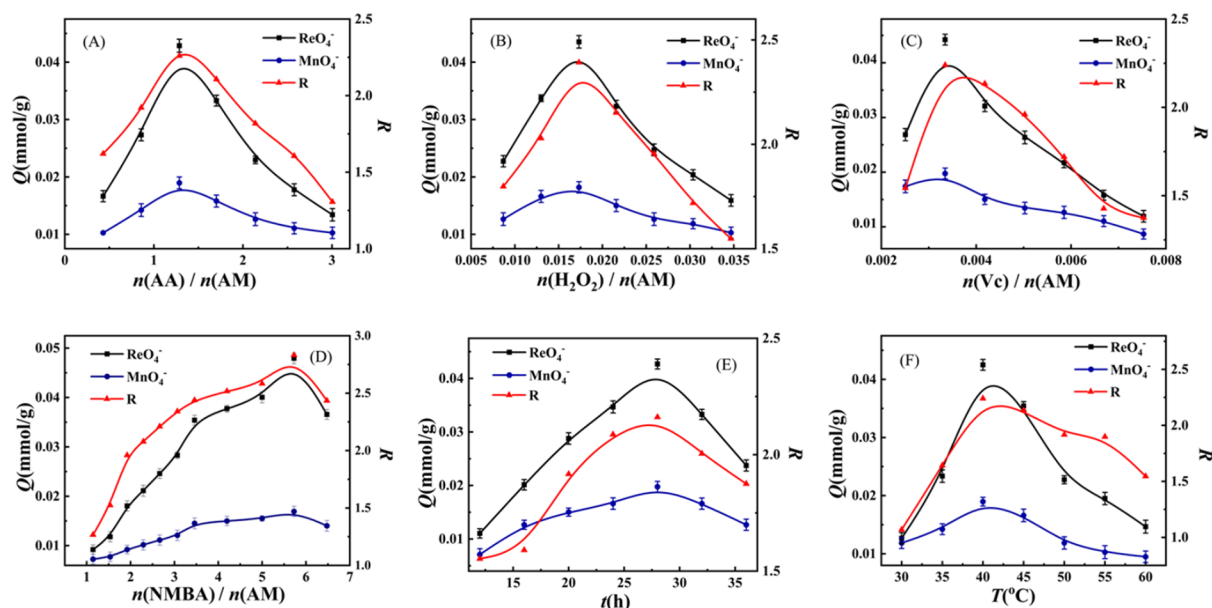 (A)
ReO₄⁻
MnO₄⁻
R
Q(mmol/g)
0.04
0.03
0.02
0.01
2.5
2.0
1.5
1.0
R
0 1 2 3
n(AA) / n(AM)
(B)
ReO₄⁻
MnO₄⁻
R
Q(mmol/g)
0.04
0.03
0.02
0.01
2.5
2.0
1.5
R
0.005 0.010 0.015 0.020 0.025 0.030 0.035
n(H₂O₂) / n(AM)
(C)
ReO₄⁻
MnO₄⁻
R
Q(mmol/g)
0.04
0.03
0.02
0.01
2.5
2.0
1.5
R
0.002 0.004 0.006 0.008
n(Vc) / n(AM)
(D)
ReO₄⁻
MnO₄⁻
R
Q(mmol/g)
0.05
0.04
0.03
0.02
0.01
3.0
2.5
2.0
1.5
1.0
R
1 2 3 4 5 6 7
n(NMBA) / n(AM)
(E)
ReO₄⁻
MnO₄⁻
R
Q(mmol/g)
0.04
0.03
0.02
0.01
2.5
2.0
1.5
R
16 20 24 28 32 36
t(h)
(F)
ReO₄⁻
MnO₄⁻
R
Q(mmol/g)
0.04
0.03
0.02
0.01
2.5
2.0
1.5
1.0
R
30 35 40 45 50 55 60
T(°C)